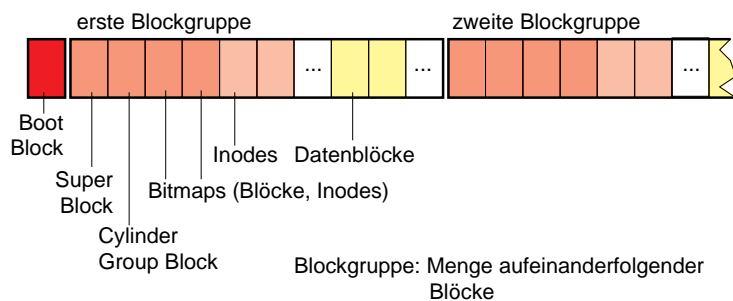 erste Blockgruppe
zweite Blockgruppe
...
...
...
Boot
Block
Inodes
Datenblöcke
Super
Block
Bitmaps (Blöcke, Inodes)
Cylinder
Group Block
Blockgruppe: Menge aufeinanderfolgender
Blöcke